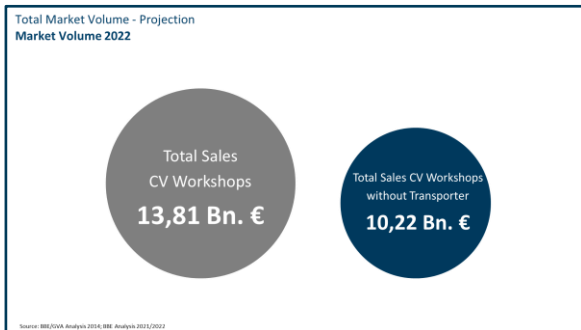 Total Market Volume - Projection
Market Volume 2022
Total Sales
CV Workshops
13,81 Bn. €
Total Sales CV Workshops
without Transporter
10,22 Bn. €
Source: BBE/GVA Analysis 2014; BBE Analysis 2021/2022